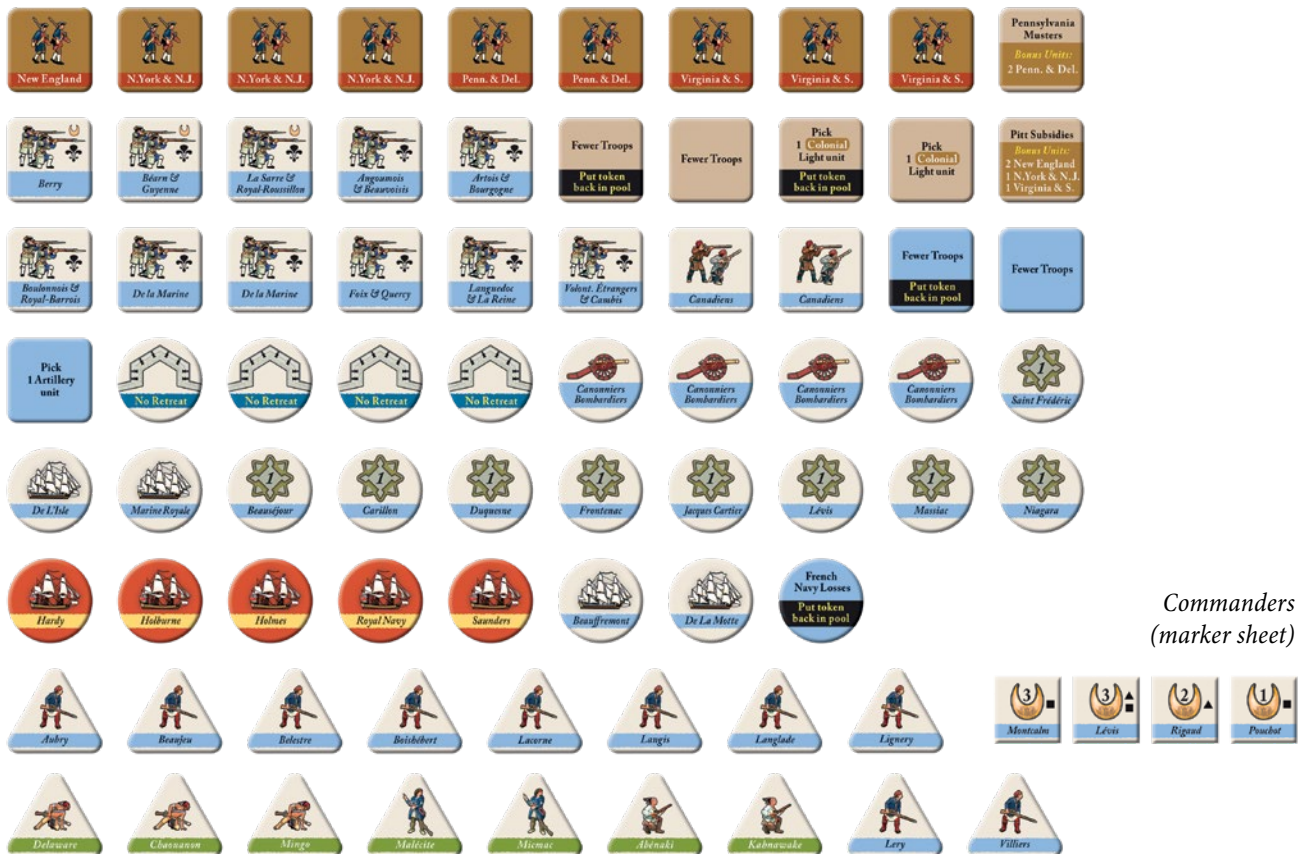 New England
N.York & N.J.
N.York & N.J.
N.York & N.J.
Penn. & Del.
Penn. & Del.
Virginia & S.
Virginia & S.
Virginia & S.
Pennsylvania
Musters
Bonus Units:
2 Penn. & Del.
Berry
Béarn &
Guyenne
La Sarre &
Royal-Roussillon
Angoumois
& Beauvoisis
Artois &
Bourgogne
Fewer Troops
Put token
back in pool
Fewer Troops
Pick
1 Colonial
Light unit
Put token
back in pool
Pick
1 Colonial
Light unit
Pitt Subsidies
Bonus Units:
2 New England
1 N.York & N.J.
1 Virginia & S.
Boulonnois &
Royal-Barrois
De la Marine
De la Marine
Foix & Quercy
Languedoc
& La Reine
Volont. Étrangers
& Cambis
Canadiens
Canadiens
Fewer Troops
Put token
back in pool
Fewer Troops
Pick
1 Artillery
unit
No Retreat
No Retreat
No Retreat
No Retreat
Canonniers
Bombardiers
Canonniers
Bombardiers
Canonniers
Bombardiers
Canonniers
Bombardiers
1
Saint Frédéric
De L'Isle
Marine Royale
1
Beauséjour
1
Carillon
1
Duquesne
1
Frontenac
1
Jacques Cartier
1
Lévis
1
Massiac
1
Niagara
Hardy
Holburne
Holmes
Royal Navy
Saunders
Beauffremont
De La Motte
French
Navy Losses
Put token
back in pool
Commanders
(marker sheet)
Aubry
Beaujeu
Belestre
Boishébert
Lacorne
Langis
Langlade
Lignery
3
Montcalm
3
Lévis
2
Rigaud
1
Pouchot
Delaware
Chaouanon
Mingo
Malécite
Micmac
Abénaki
Kahnawake
Lery
Villiers